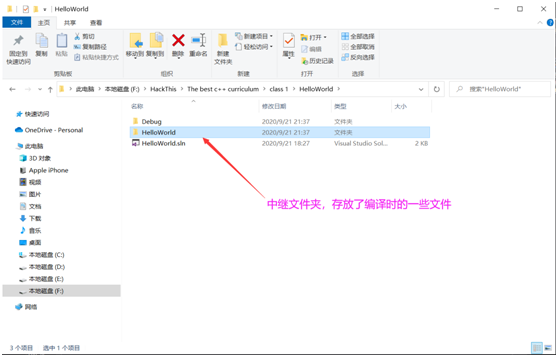 HelloWorld
文件 主页 共享 查看
固定到快速访问
复制
粘贴
剪切
复制路径
粘贴快捷方式
剪贴板
移动到 复制到 删除 重命名
组织
新建文件夹
新建项目
轻松访问
新建
属性
打开
编辑
历史记录
打开
全部选择
全部取消
反向选择
选择
此电脑 > 本地磁盘 (F:) > HackThis > The best c++ curriculum > class 1 > HelloWorld >
搜索"HelloWorld"
名称 修改日期 类型 大小
Debug 2020/9/21 21:37 文件夹
HelloWorld 2020/9/21 21:37 文件夹
HelloWorld.sln 2020/9/21 18:27 Visual Studio Sol... 2 KB
快速访问
OneDrive - Personal
此电脑
3D 对象
Apple iPhone
视频
图片
文档
下载
音乐
桌面
本地磁盘 (C:)
本地磁盘 (D:)
本地磁盘 (E:)
本地磁盘 (F:)
网络
中继文件夹，存放了编译时的一些文件
3 个项目 选中 1 个项目